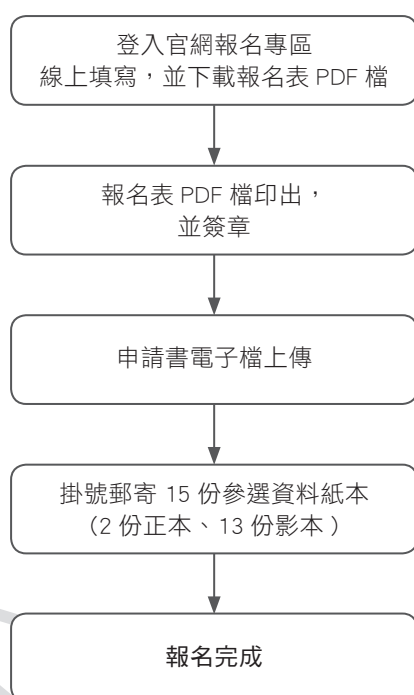 登入官網報名專區
線上填寫，並下載報名表 PDF 檔
報名表 PDF 檔印出，
並簽章
申請書電子檔上傳
掛號郵寄 15 份參選資料紙本
（2 份正本、13 份影本 ）
報名完成